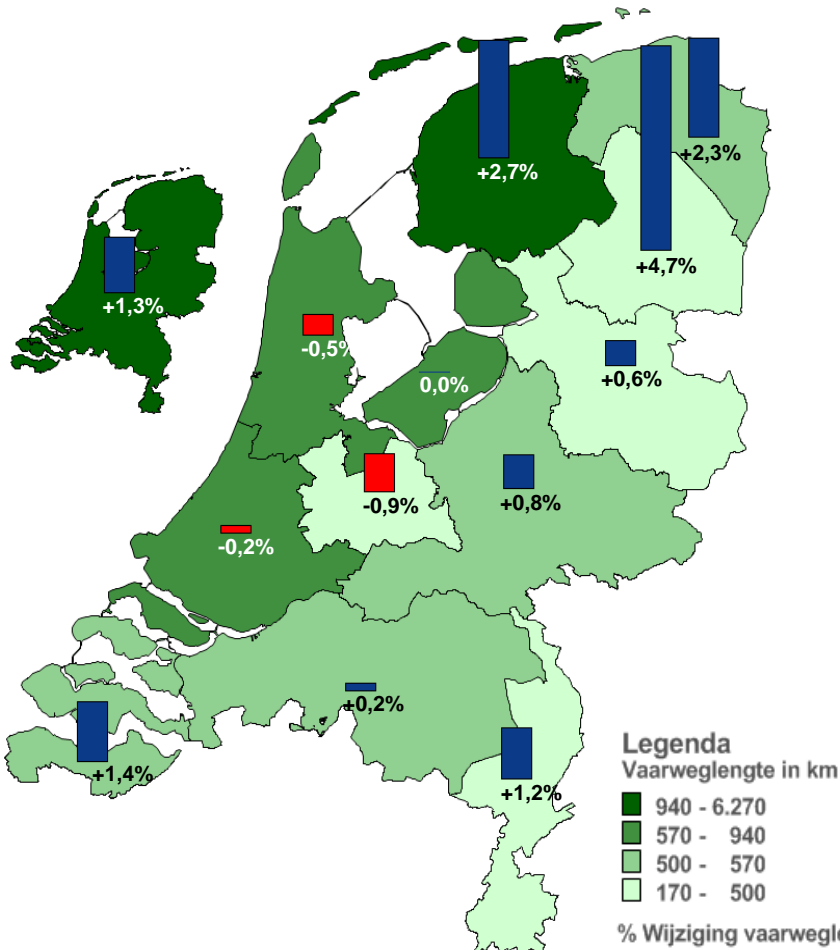 +2,7%
+2,3%
+4,7%
+1,3%
-0,5%
0,0%
+0,6%
-0,9%
+0,8%
-0,2%
+0,2%
+1,4%
+1,2%
Legenda
Vaarweglengte in km
940 - 6.270
570 - 940
500 - 570
170 - 500
% Wijziging vaarwegle